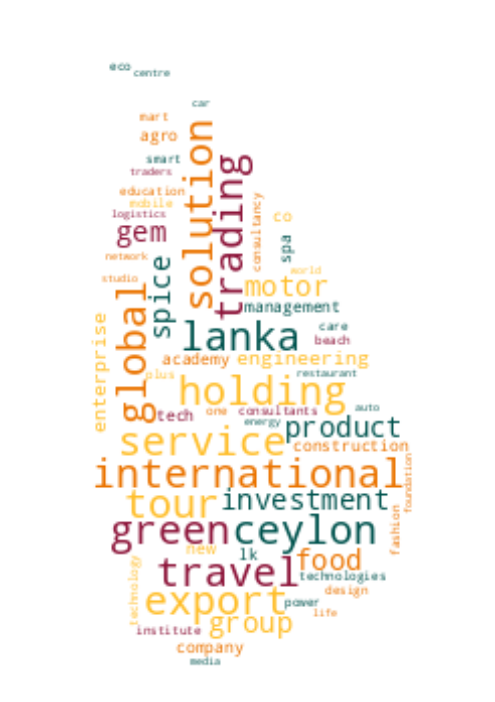 eco
centre
car
mart
agro
solution
smart
trading
traders
education
mobile
consultancy
logistics
co
gem
spa
network
spice
world
studio
motor
global
management
enterprise
lanka
care
beach
academy
engineering
plus
restaurant
holding
tech
one
consultants
auto
energy
product
service
construction
international
foundation
tour
investment
green
ceylon
fashion
new
lk
food
travel
technologies
technology
design
export
power
life
group
institute
company
media